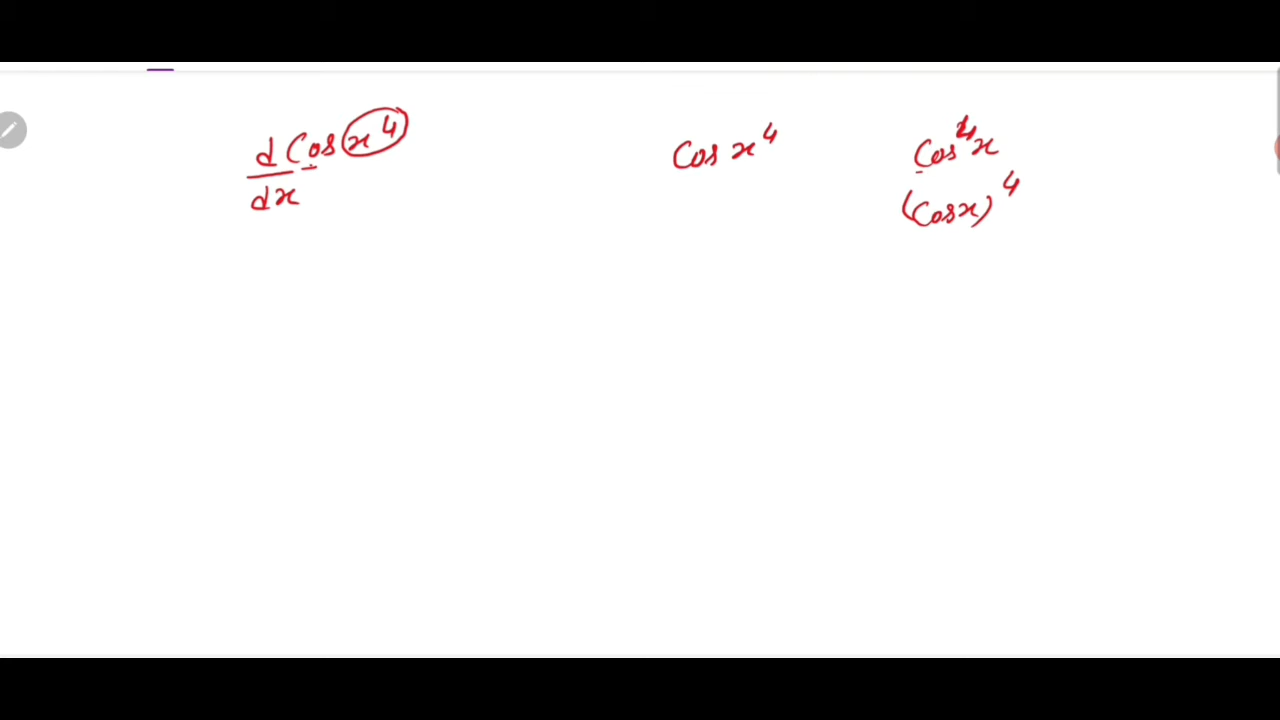 d Cos x⁴
dx
Cos x⁴
Cos⁴x
(Cosx)⁴